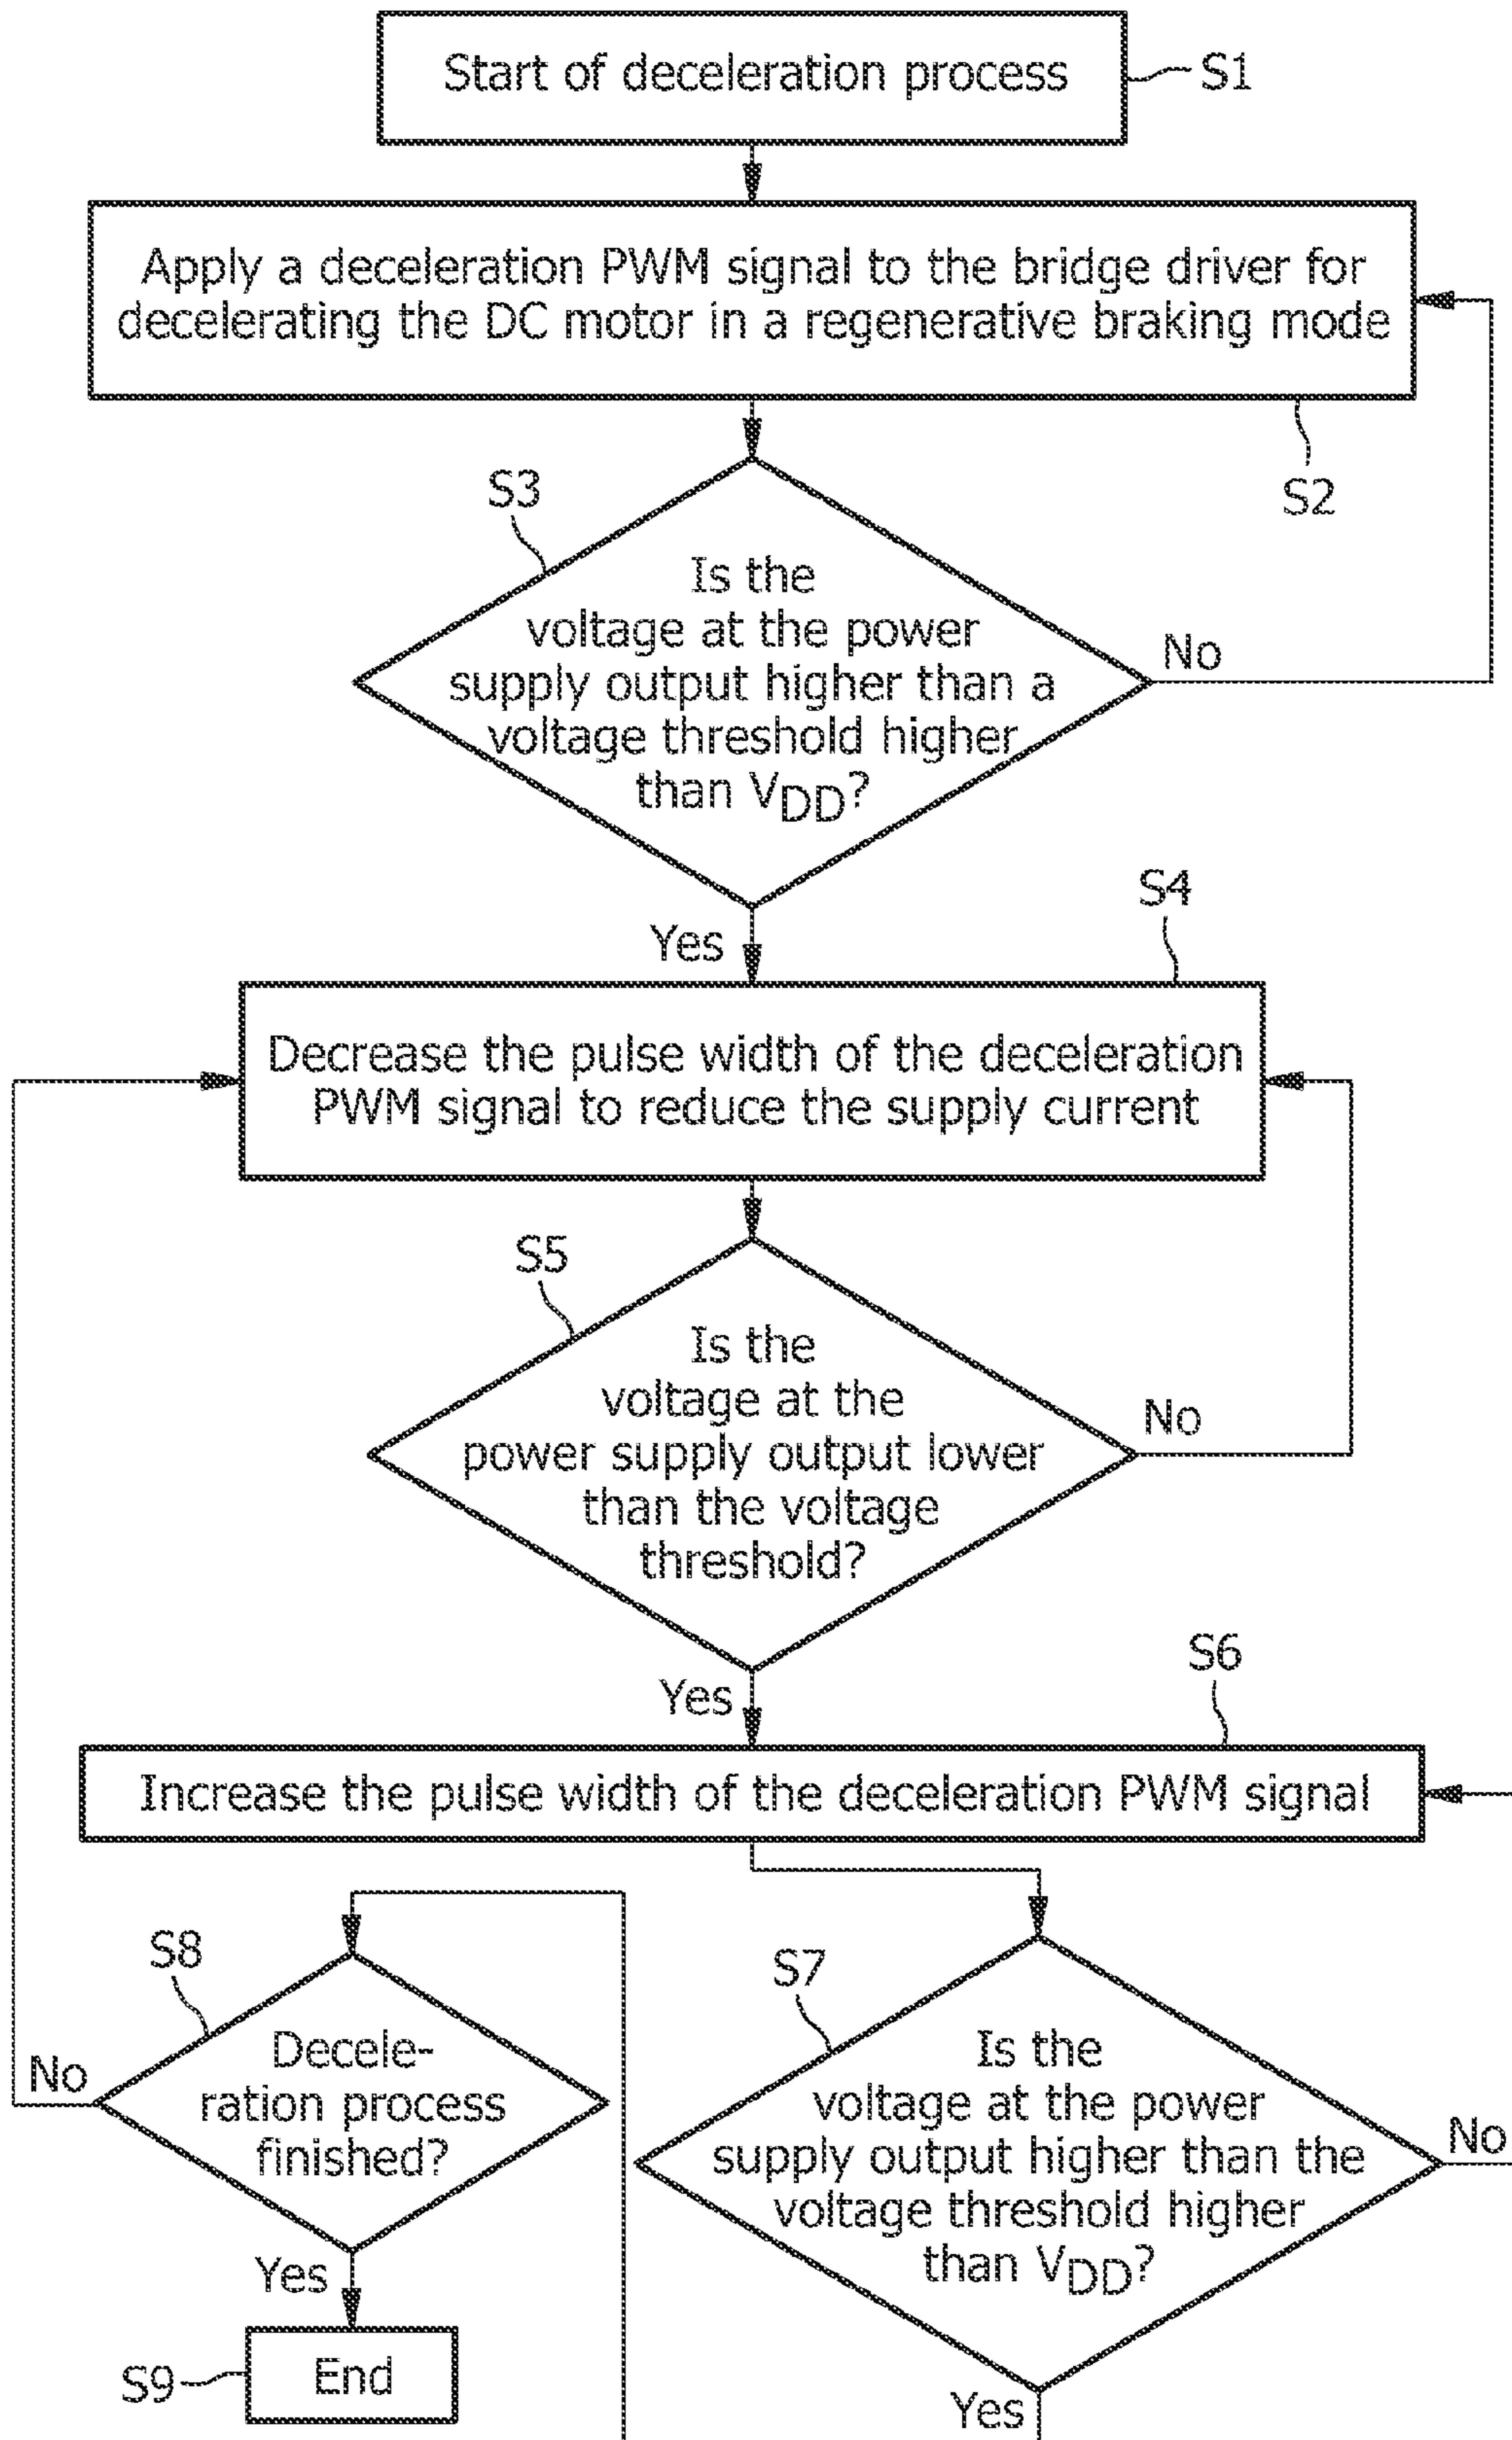 Start of deceleration process
S1
Apply a deceleration PWM signal to the bridge driver for
decelerating the DC motor in a regenerative braking mode
S2
S3
Is the
voltage at the power
supply output higher than a
voltage threshold higher
than VDD?
No
Yes
S4
Decrease the pulse width of the deceleration
PWM signal to reduce the supply current
S5
Is the
voltage at the
power supply output lower
than the voltage
threshold?
No
Yes
S6
Increase the pulse width of the deceleration PWM signal
S7
Is the
voltage at the power
supply output higher than the
voltage threshold higher
than VDD?
No
Yes
S8
Decele-
ration process
finished?
No
Yes
S9
End